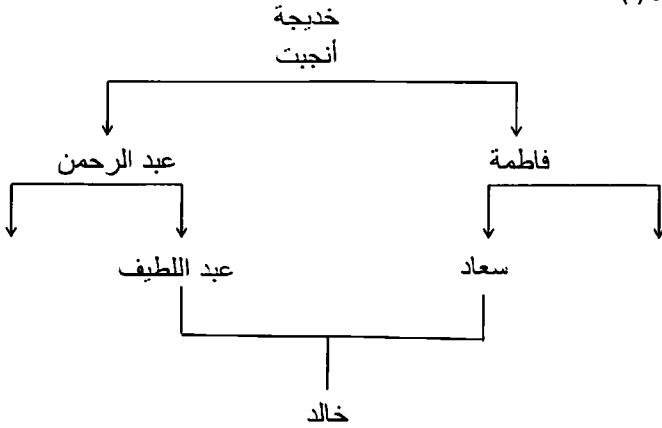 خديجة
أنجبت
فاطمة
عبد الرحمن
سعاد
عبد اللطيف
خالد